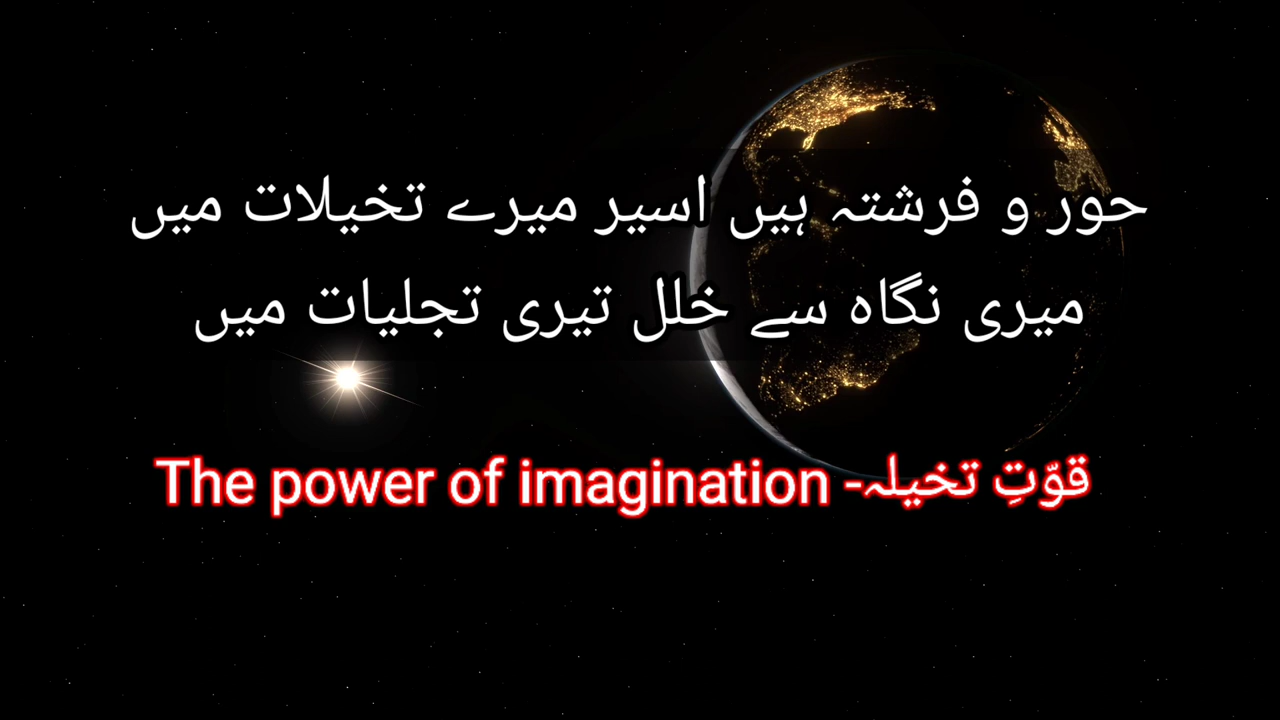 حور و فرشتہ ہیں اسیر میرے تخیلات میں
میری نگاہ سے خلل تیری تجلیات میں
The power of imagination -قوّتِ تخیلہ